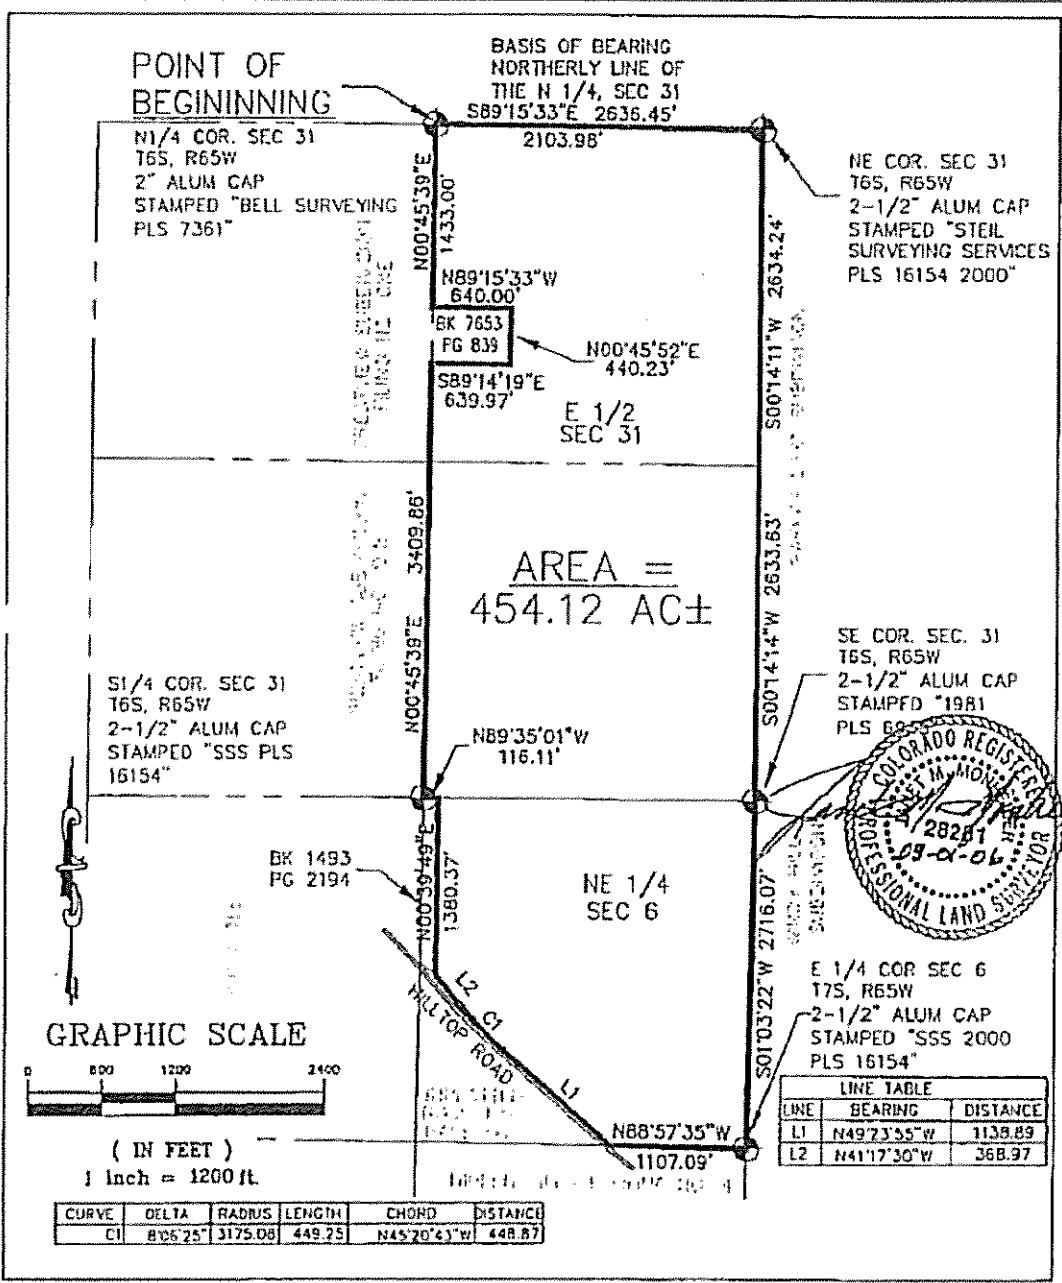 POINT OF
BEGININNING
BASIS OF BEARING
NORTHERLY LINE OF
THE N 1/4, SEC 31
S89°15'33"E 2636.45'
2103.98'
N1/4 COR. SEC 31
T6S, R65W
2" ALUM CAP
STAMPED "BELL SURVEYING
PLS 7361"
NE COR. SEC 31
T6S, R65W
2-1/2" ALUM CAP
STAMPED "STEIL
SURVEYING SERVICES
PLS 16154 2000"
N00°45'39"E
1433.00'
S00°14'11"W 2634.24'
N89°15'33"W
640.00'
BK 7653
PG 839
N00°45'52"E
440.23'
S89°14'19"E
639.97'
E 1/2
SEC 31
N00°45'39"E 3409.86'
AREA =
454.12 AC±
S00°14'14"W 2633.63'
SE COR. SEC. 31
T6S, R65W
2-1/2" ALUM CAP
STAMPED "1981
PLS
S1/4 COR. SEC 31
T6S, R65W
2-1/2" ALUM CAP
STAMPED "SSS PLS
16154"
N89°35'01"W
116.11'
COLORADO REGISTERED
28281
PROFESSIONAL LAND SURVEYOR
BK 1493
PG 2194
N00°39'49"E
1380.37'
NE 1/4
SEC 6
S01°03'22"W 2716.07'
SUBDIVISION
L2
C1
L1
HILLTOP ROAD
E 1/4 COR SEC 6
T7S, R65W
2-1/2" ALUM CAP
STAMPED "SSS 2000
PLS 16154"
GRAPHIC SCALE
0 600 1200 2400
( IN FEET )
1 inch = 1200 ft.
N88°57'35"W
1107.09'
LINE TABLE
LINE BEARING DISTANCE
L1 N49°23'55"W 1139.89
L2 N41°17'30"W 368.97
CURVE DELTA RADIUS LENGTH CHORD DISTANCE
C1 8°06'25" 3175.08 449.25 N45°20'43"W 448.87